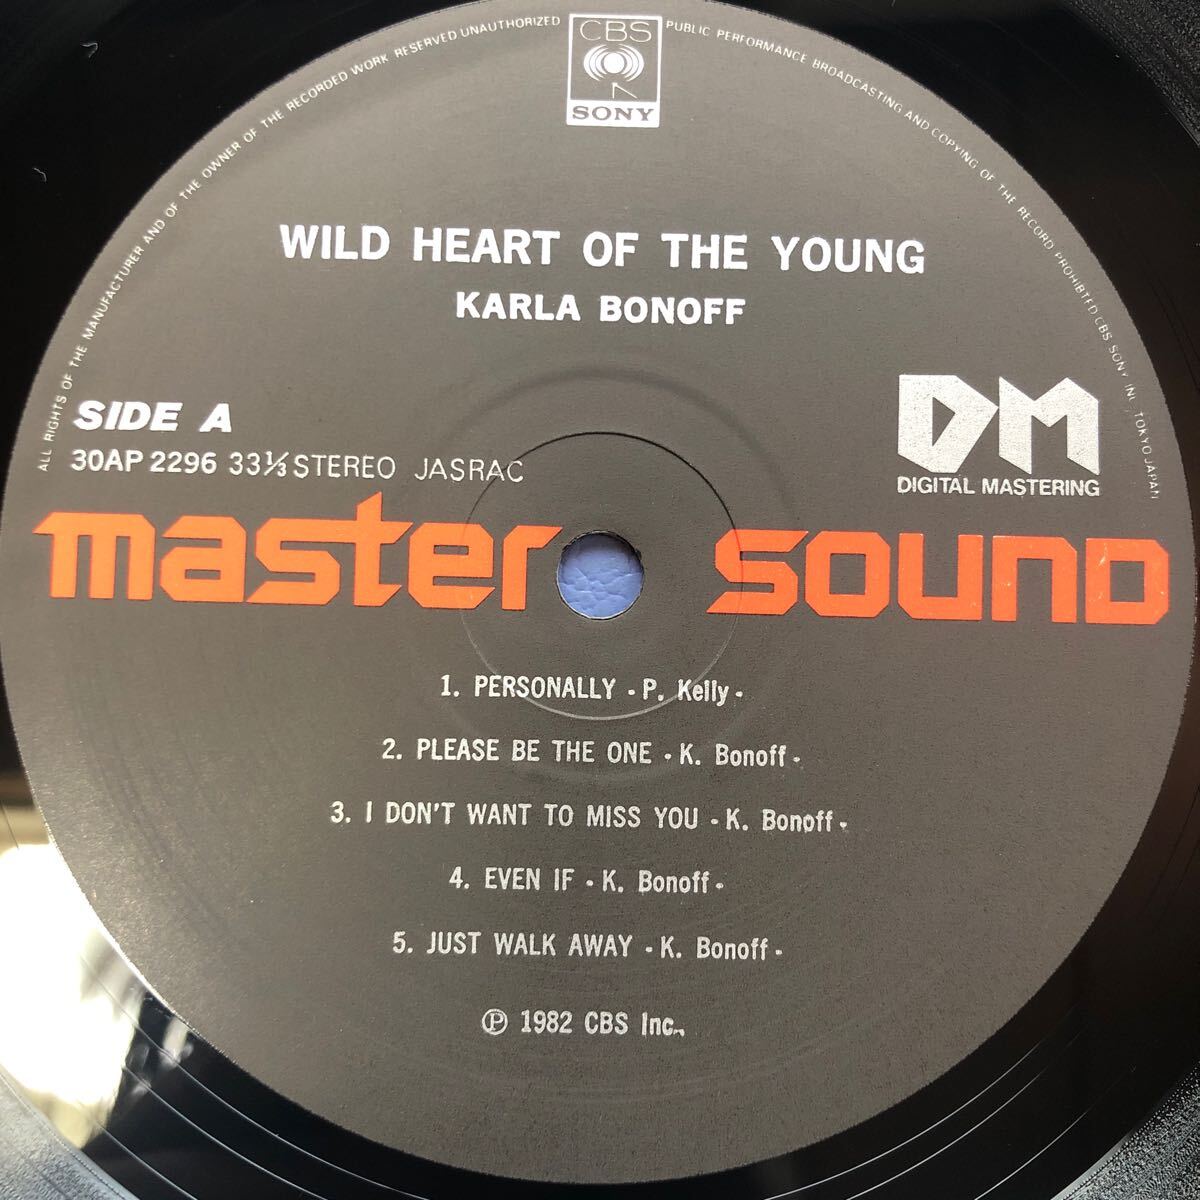 ALL RIGHTS OF THE MANUFACTURER AND OF THE OWNER OF THE RECORDED WORK RESERVED UNAUTHORIZED PUBLIC PERFORMANCE BROADCASTING AND COPYING OF THE RECORD PROHIBITED CBS SONY INC., TOKYO JAPAN
CBS
SONY
WILD HEART OF THE YOUNG
KARLA BONOFF
SIDE A
30AP 2296 33⅓ STEREO JASRAC
DM
DIGITAL MASTERING
master sound
1. PERSONALLY - P. Kelly -
2. PLEASE BE THE ONE - K. Bonoff -
3. I DON'T WANT TO MISS YOU - K. Bonoff -
4. EVEN IF - K. Bonoff -
5. JUST WALK AWAY - K. Bonoff -
Ⓟ 1982 CBS Inc.,